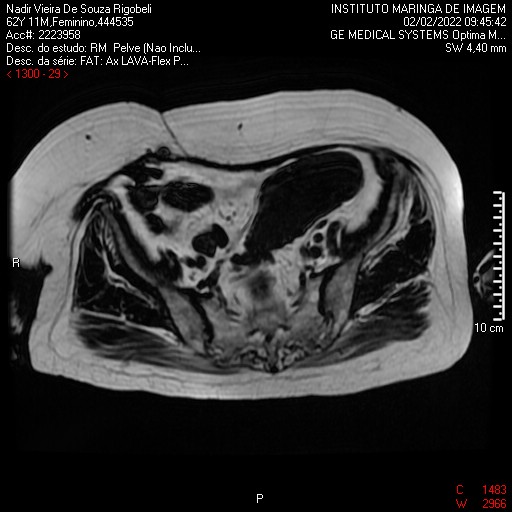 Nadir Vieira De Souza Rigobeli
62Y 11M,Feminino,444535
Acc#: 2223958
Desc. do estudo: RM Pelve (Nao Inclu...
Desc. da série: FAT: Ax LAVA-Flex P...
< 1300 - 29 >
INSTITUTO MARINGA DE IMAGEM
02/02/2022 09:45:42
GE MEDICAL SYSTEMS Optima M...
SW 4,40 mm
R
10 cm
P
C 1483
W 2966